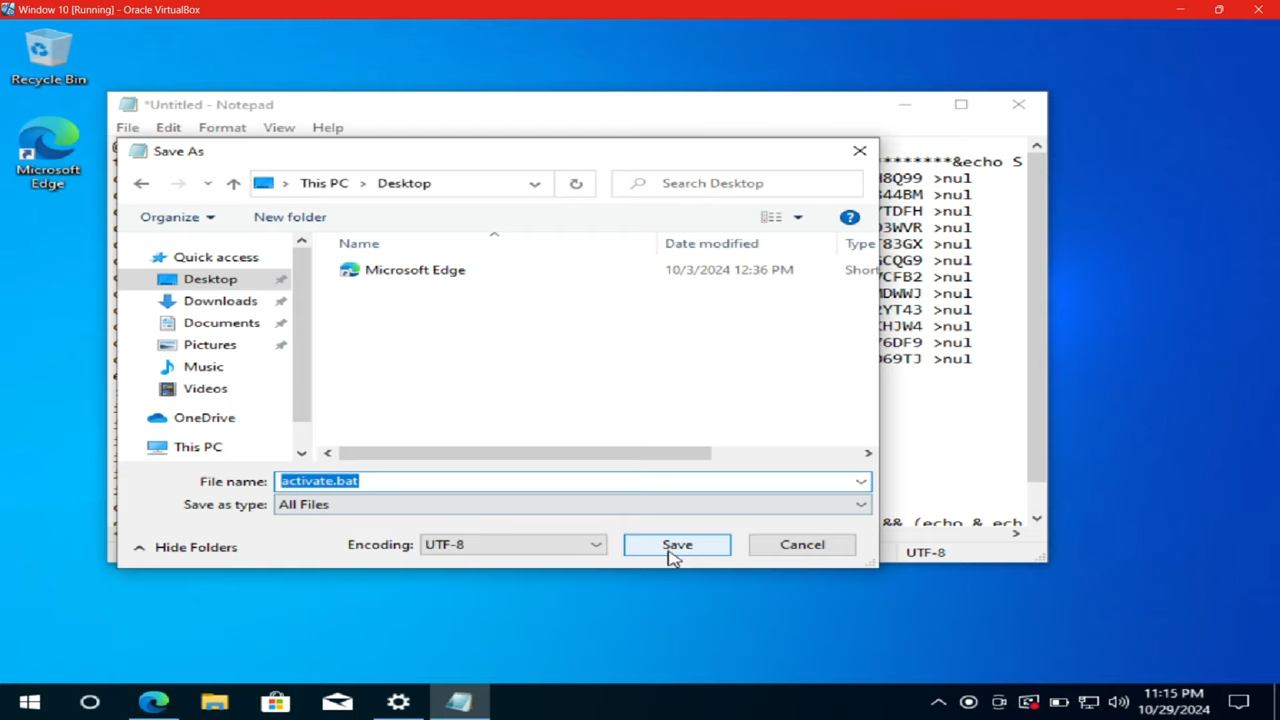 Window 10 [Running] - Oracle VirtualBox
Recycle Bin
Microsoft
Edge
*Untitled - Notepad
File Edit Format View Help
Save As
This PC > Desktop
Search Desktop
Organize New folder
Name Date modified Type
Quick access
Desktop
Downloads
Documents
Pictures
Music
Videos
OneDrive
This PC
Microsoft Edge 10/3/2024 12:36 PM Short
********&echo S
8Q99 >nul
44BM >nul
TDFH >nul
3WVR >nul
83GX >nul
CQG9 >nul
CFB2 >nul
DWWJ >nul
YT43 >nul
HJW4 >nul
6DF9 >nul
69TJ >nul
&& (echo & ech
File name: activate.bat
Save as type: All Files
Hide Folders
Encoding: UTF-8
Save Cancel
UTF-8
11:15 PM
10/29/2024